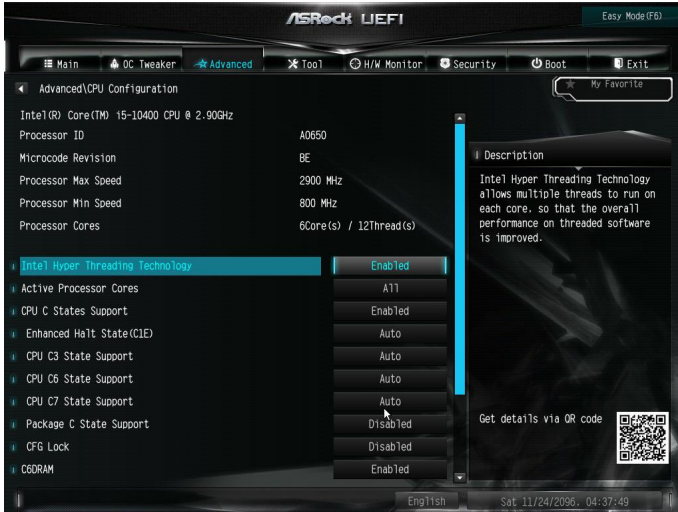 ASRock UEFI
Easy Mode(F6)
Main
OC Tweaker
Advanced
Tool
H/W Monitor
Security
Boot
Exit
Advanced\CPU Configuration
My Favorite
Intel(R) Core(TM) i5-10400 CPU @ 2.90GHz
Processor ID A0650
Microcode Revision BE
Processor Max Speed 2900 MHz
Processor Min Speed 800 MHz
Processor Cores 6Core(s) / 12Thread(s)
Intel Hyper Threading Technology Enabled
Active Processor Cores All
CPU C States Support Enabled
Enhanced Halt State(C1E) Auto
CPU C3 State Support Auto
CPU C6 State Support Auto
CPU C7 State Support Auto
Package C State Support Disabled
CFG Lock Disabled
C6DRAM Enabled
Description
Intel Hyper Threading Technology
allows multiple threads to run on
each core, so that the overall
performance on threaded software
is improved.
Get details via QR code
English
Sat 11/24/2096, 04:37:49